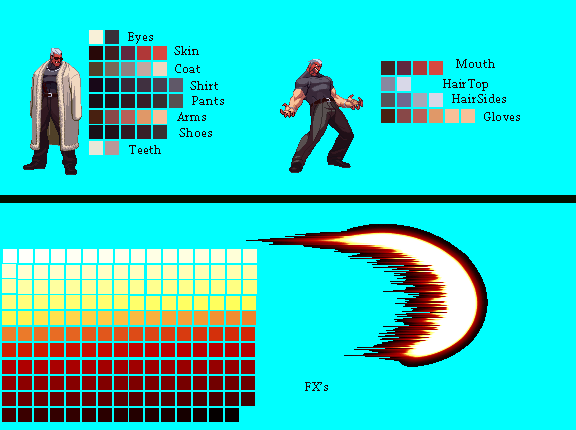 Eyes
Skin
Coat
Shirt
Pants
Arms
Shoes
Teeth
Mouth
HairTop
HairSides
Gloves
FX's